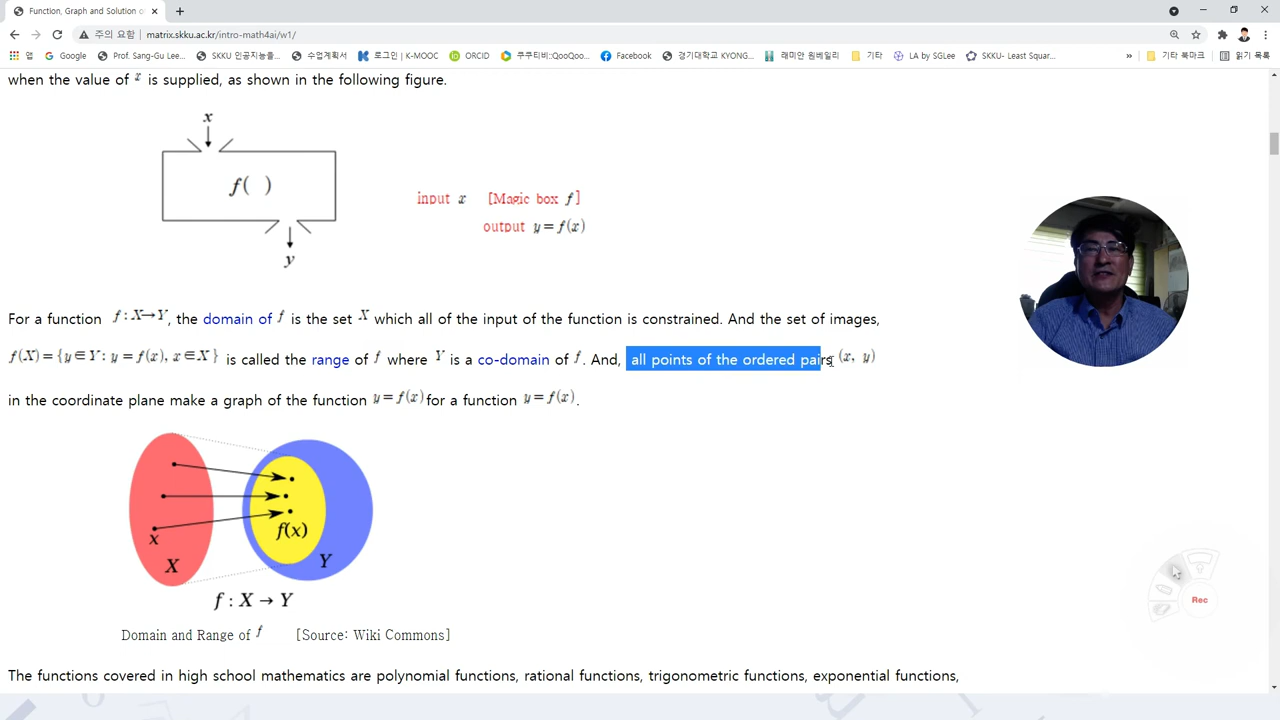 Function, Graph and Solution o
주의 요함 | matrix.skku.ac.kr/intro-math4ai/w1/
앱 Google Prof. Sang-Gu Lee... SKKU 인공지능을... 수업계획서 로그인 | K-MOOC ORCID 쿠쿠티비::QooQoo... Facebook 경기대학교 KYONG... 래미안 원베일리 기타 LA by SGLee SKKU- Least Squar... » 기타 북마크 읽기 목록
when the value of x is supplied, as shown in the following figure.
x
f( )
y
input x [Magic box f]
output y=f(x)
For a function f:X→Y, the domain of f is the set X which all of the input of the function is constrained. And the set of images,
f(X)={y∈Y: y=f(x), x∈X} is called the range of f where Y is a co-domain of f. And, all points of the ordered pairs (x, y)
in the coordinate plane make a graph of the function y=f(x) for a function y=f(x).
x
X
f(x)
Y
f : X → Y
Domain and Range of f [Source: Wiki Commons]
The functions covered in high school mathematics are polynomial functions, rational functions, trigonometric functions, exponential functions,
Rec